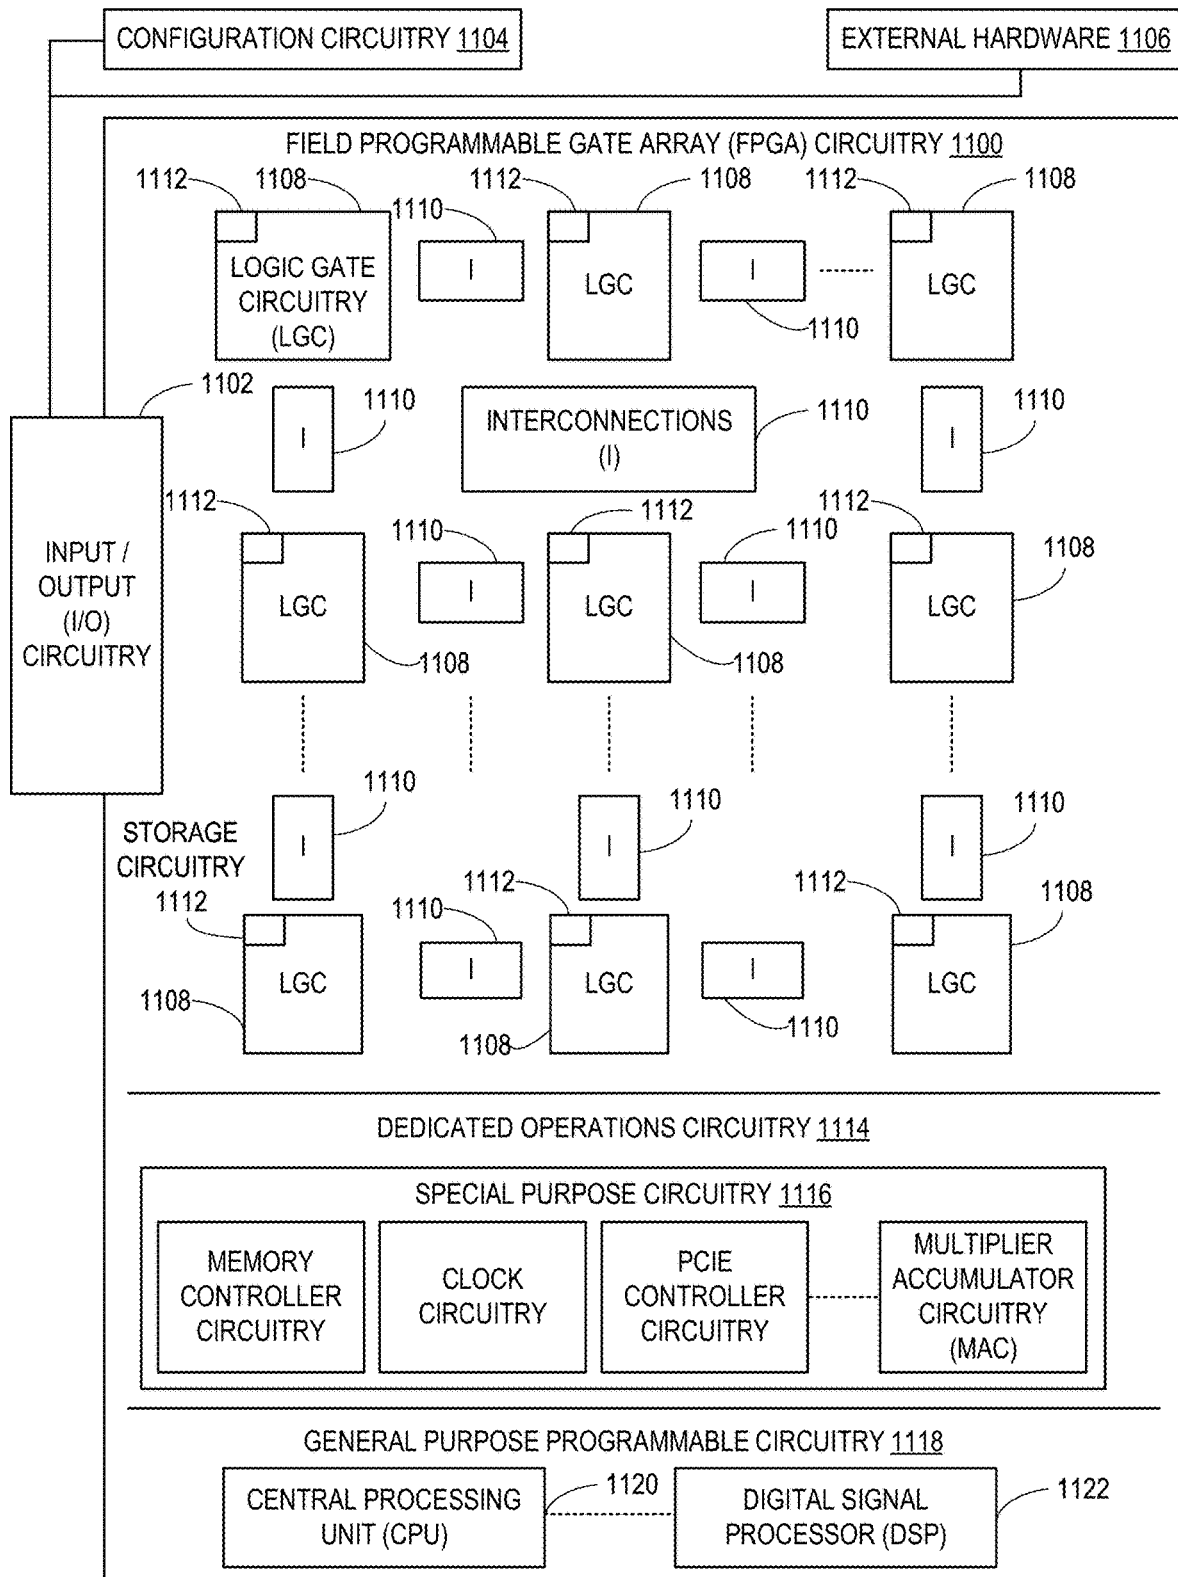 CONFIGURATION CIRCUITRY 1104
EXTERNAL HARDWARE 1106
FIELD PROGRAMMABLE GATE ARRAY (FPGA) CIRCUITRY 1100
1112
1108
1112
1108
1112
1108
1110
LOGIC GATE
CIRCUITRY
(LGC)
I
LGC
I
LGC
1110
1102
1110
INTERCONNECTIONS
(I)
1110
1110
I
I
1112
1110
1112
1110
1112
1108
INPUT /
OUTPUT
(I/O)
CIRCUITRY
LGC
I
LGC
I
LGC
1108
1108
1110
1110
1110
STORAGE
CIRCUITRY
I
I
I
1112
1110
1112
1112
1108
LGC
I
LGC
I
LGC
1108
1108
1110
DEDICATED OPERATIONS CIRCUITRY 1114
SPECIAL PURPOSE CIRCUITRY 1116
MEMORY
CONTROLLER
CIRCUITRY
CLOCK
CIRCUITRY
PCIE
CONTROLLER
CIRCUITRY
MULTIPLIER
ACCUMULATOR
CIRCUITRY
(MAC)
GENERAL PURPOSE PROGRAMMABLE CIRCUITRY 1118
CENTRAL PROCESSING
UNIT (CPU)
1120
DIGITAL SIGNAL
PROCESSOR (DSP)
1122